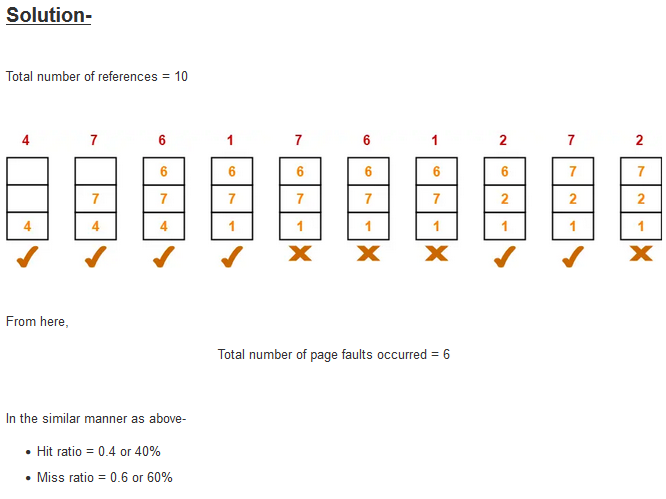 Solution-
Total number of references = 10
4 7 6 1 7 6 1 2 7 2
6 6 6 6 6 6 7 7
7 7 7 7 7 7 2 2 2
4 4 4 1 1 1 1 1 1 1
From here,
Total number of page faults occurred = 6
In the similar manner as above-
• Hit ratio = 0.4 or 40%
• Miss ratio = 0.6 or 60%